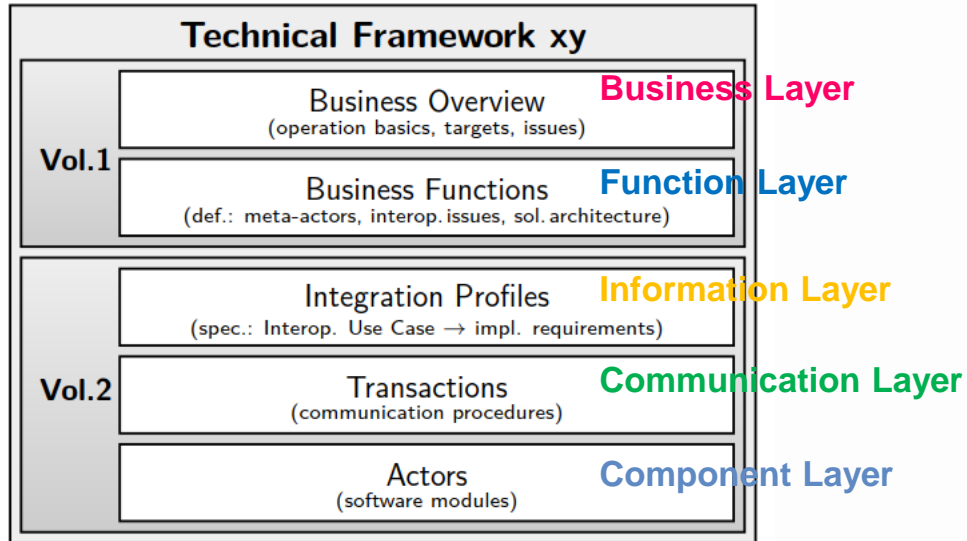 Technical Framework xy
Vol.1
Business Overview
(operation basics, targets, issues)
Business Layer
Business Functions
(def.: meta-actors, interop. issues, sol. architecture)
Function Layer
Vol.2
Integration Profiles
(spec.: Interop. Use Case → impl. requirements)
Information Layer
Transactions
(communication procedures)
Communication Layer
Actors
(software modules)
Component Layer